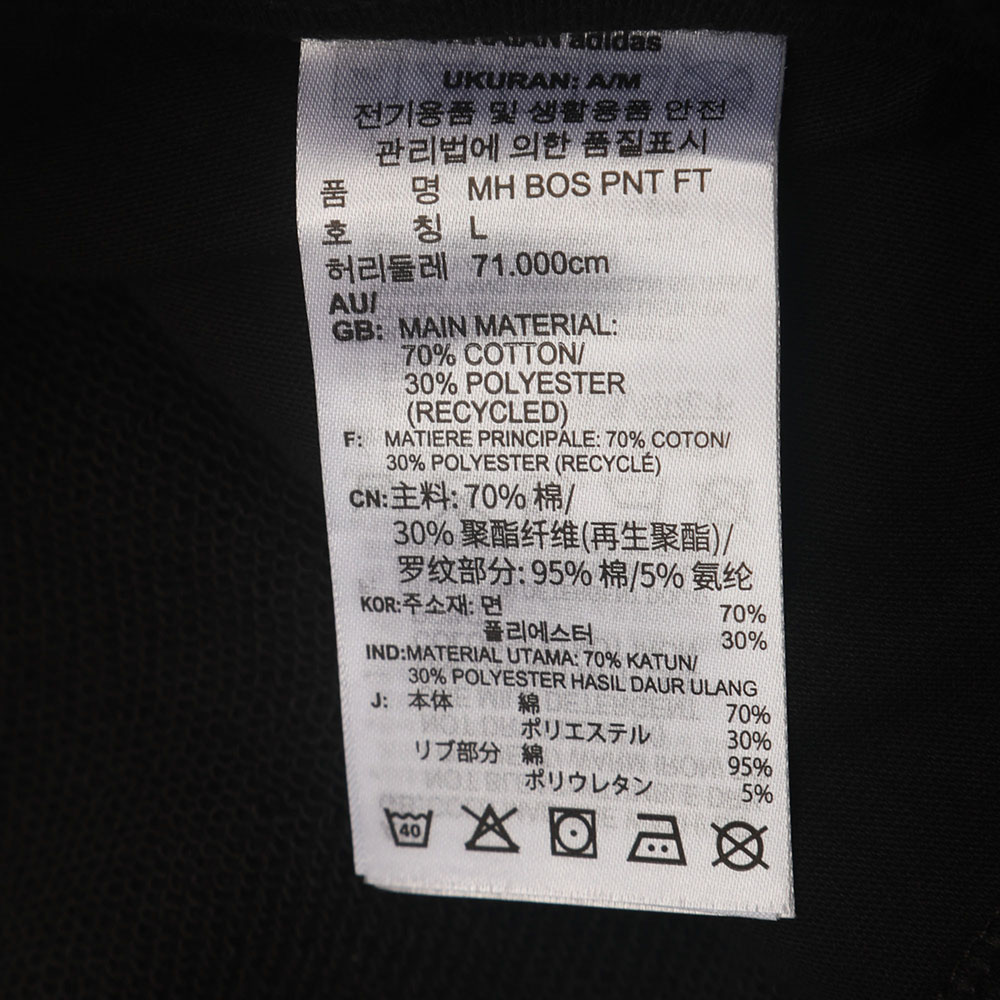 adidas
UKURAN: A/M
전기용품 및 생활용품 안전
관리법에 의한 품질표시
품 명 MH BOS PNT FT
호 칭 L
허리둘레 71.000cm
AU/
GB: MAIN MATERIAL:
70% COTTON/
30% POLYESTER
(RECYCLED)
F: MATIERE PRINCIPALE: 70% COTON/
30% POLYESTER (RECYCLÉ)
CN:主料: 70% 棉/
30% 聚酯纤维(再生聚酯)/
罗纹部分: 95% 棉/5% 氨纶
KOR:주소재: 면 70%
폴리에스터 30%
IND:MATERIAL UTAMA: 70% KATUN/
30% POLYESTER HASIL DAUR ULANG
J: 本体 綿 70%
ポリエステル 30%
リブ部分 綿 95%
ポリウレタン 5%
40